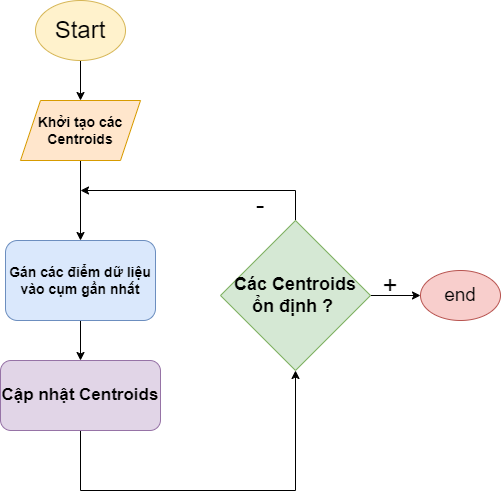 Start
Khởi tạo các
Centroids
Gán các điểm dữ liệu
vào cụm gần nhất
Cập nhật Centroids
-
Các Centroids
ổn định ?
+
end